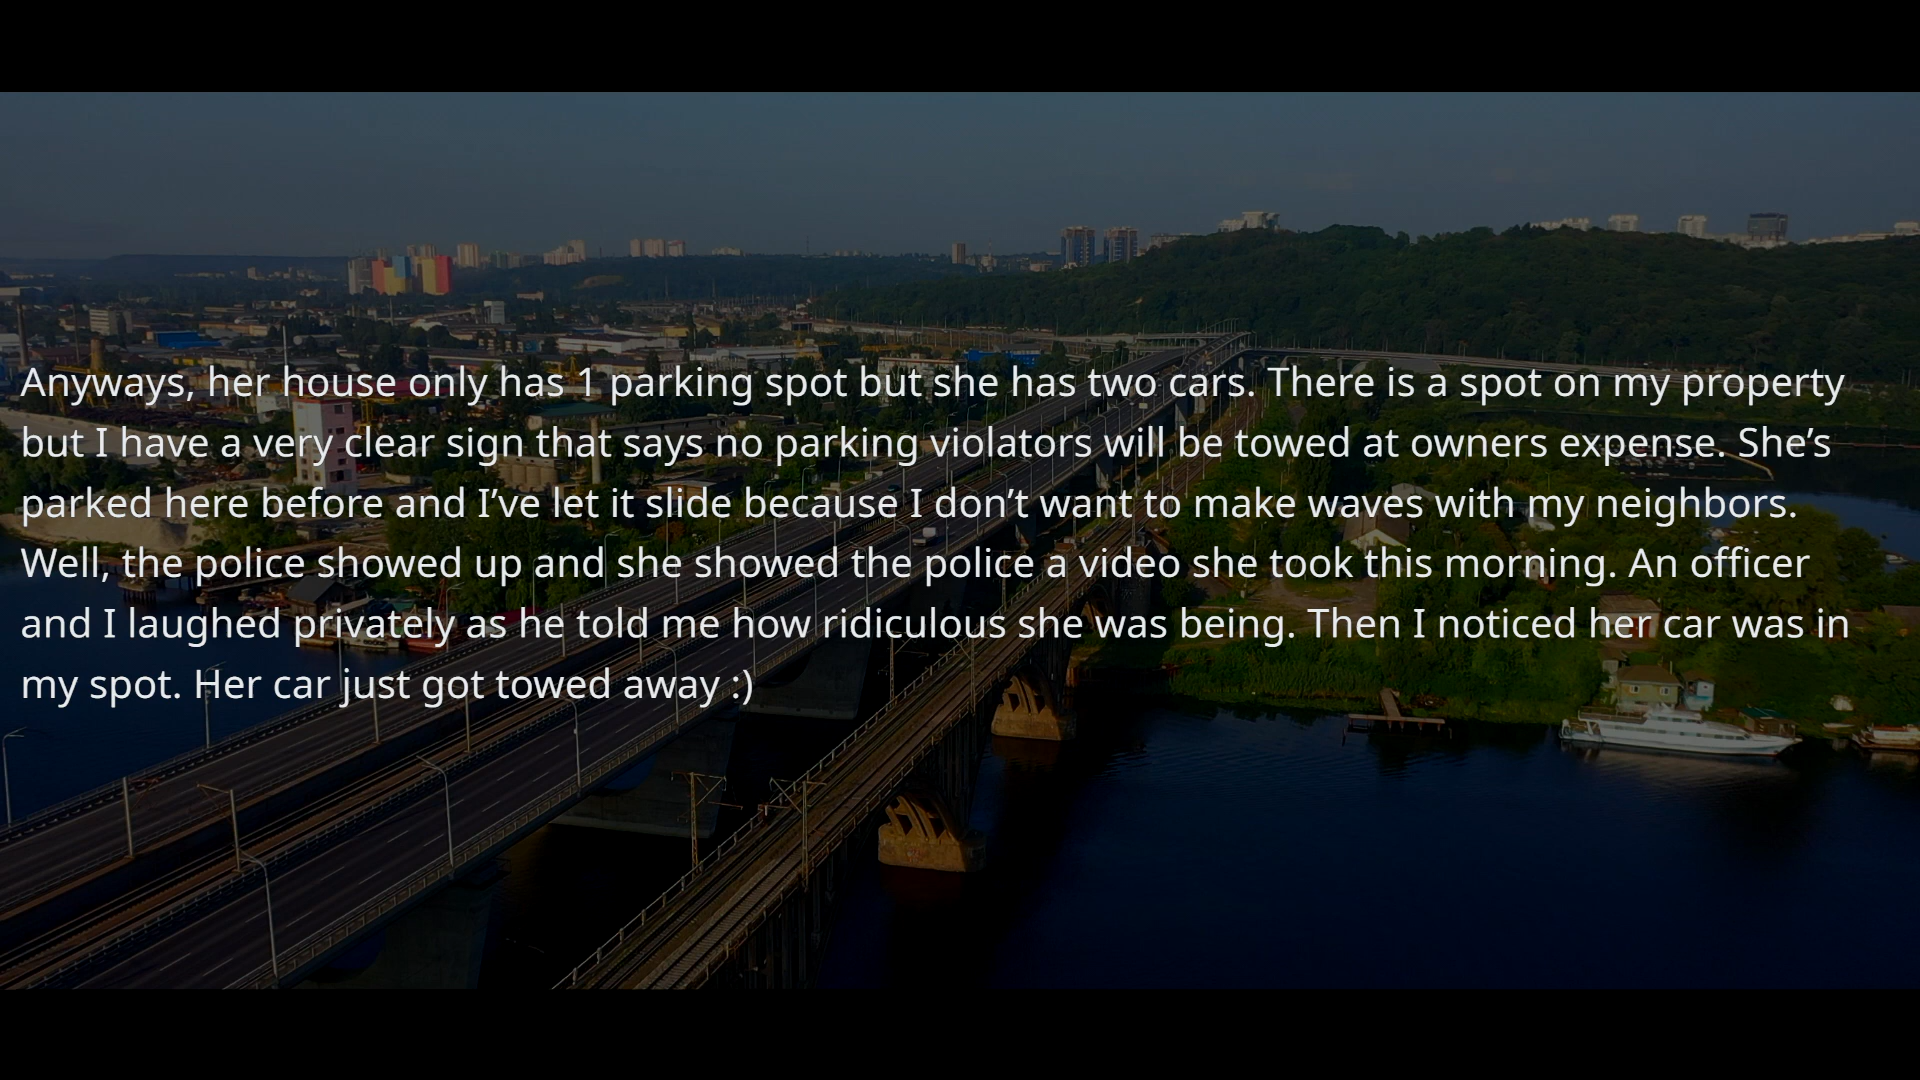 Anyways, her house only has 1 parking spot but she has two cars. There is a spot on my property
but I have a very clear sign that says no parking violators will be towed at owners expense. She’s
parked here before and I’ve let it slide because I don’t want to make waves with my neighbors.
Well, the police showed up and she showed the police a video she took this morning. An officer
and I laughed privately as he told me how ridiculous she was being. Then I noticed her car was in
my spot. Her car just got towed away :)